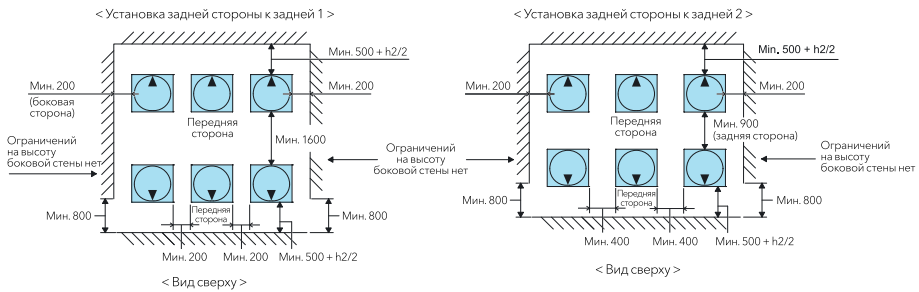 < Установка задней стороны к задней 1 >
Мин. 500 + h2/2
Мин. 200
(боковая
сторона)
Мин. 200
Передняя
сторона
Мин. 1600
Ограничений
на высоту
боковой стены нет
Ограничений
на высоту
боковой стены нет
Мин. 800
Передняя
сторона
Мин. 800
Мин. 200
Мин. 200
Мин. 500 + h2/2
< Вид сверху >
< Установка задней стороны к задней 2 >
Min. 500 + h2/2
Мин. 200
Мин. 200
Передняя
сторона
Мин. 900
(задняя сторона)
Ограничений
на высоту
боковой стены нет
Мин. 800
Передняя
сторона
Мин. 800
Мин. 400
Мин. 400
Мин. 500 + h2/2
< Вид сверху >